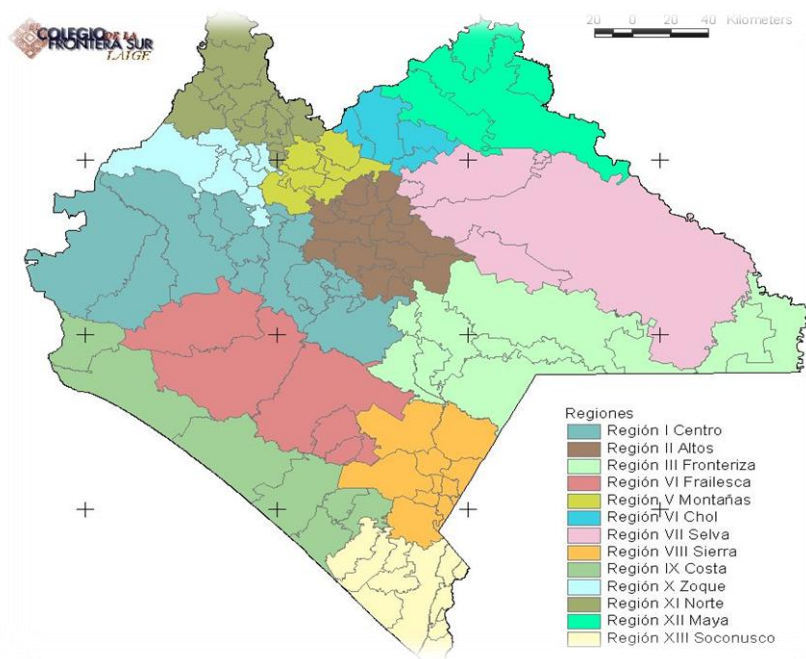 EL
COLEGIO DE LA
FRONTERA SUR
LAIGE
20 0 20 40 Kilometers
Regiones
Región I Centro
Región II Altos
Región III Fronteriza
Región VI Frailesca
Región V Montañas
Región VI Chol
Región VII Selva
Región VIII Sierra
Región IX Costa
Región X Zoque
Región XI Norte
Región XII Maya
Región XIII Soconusco